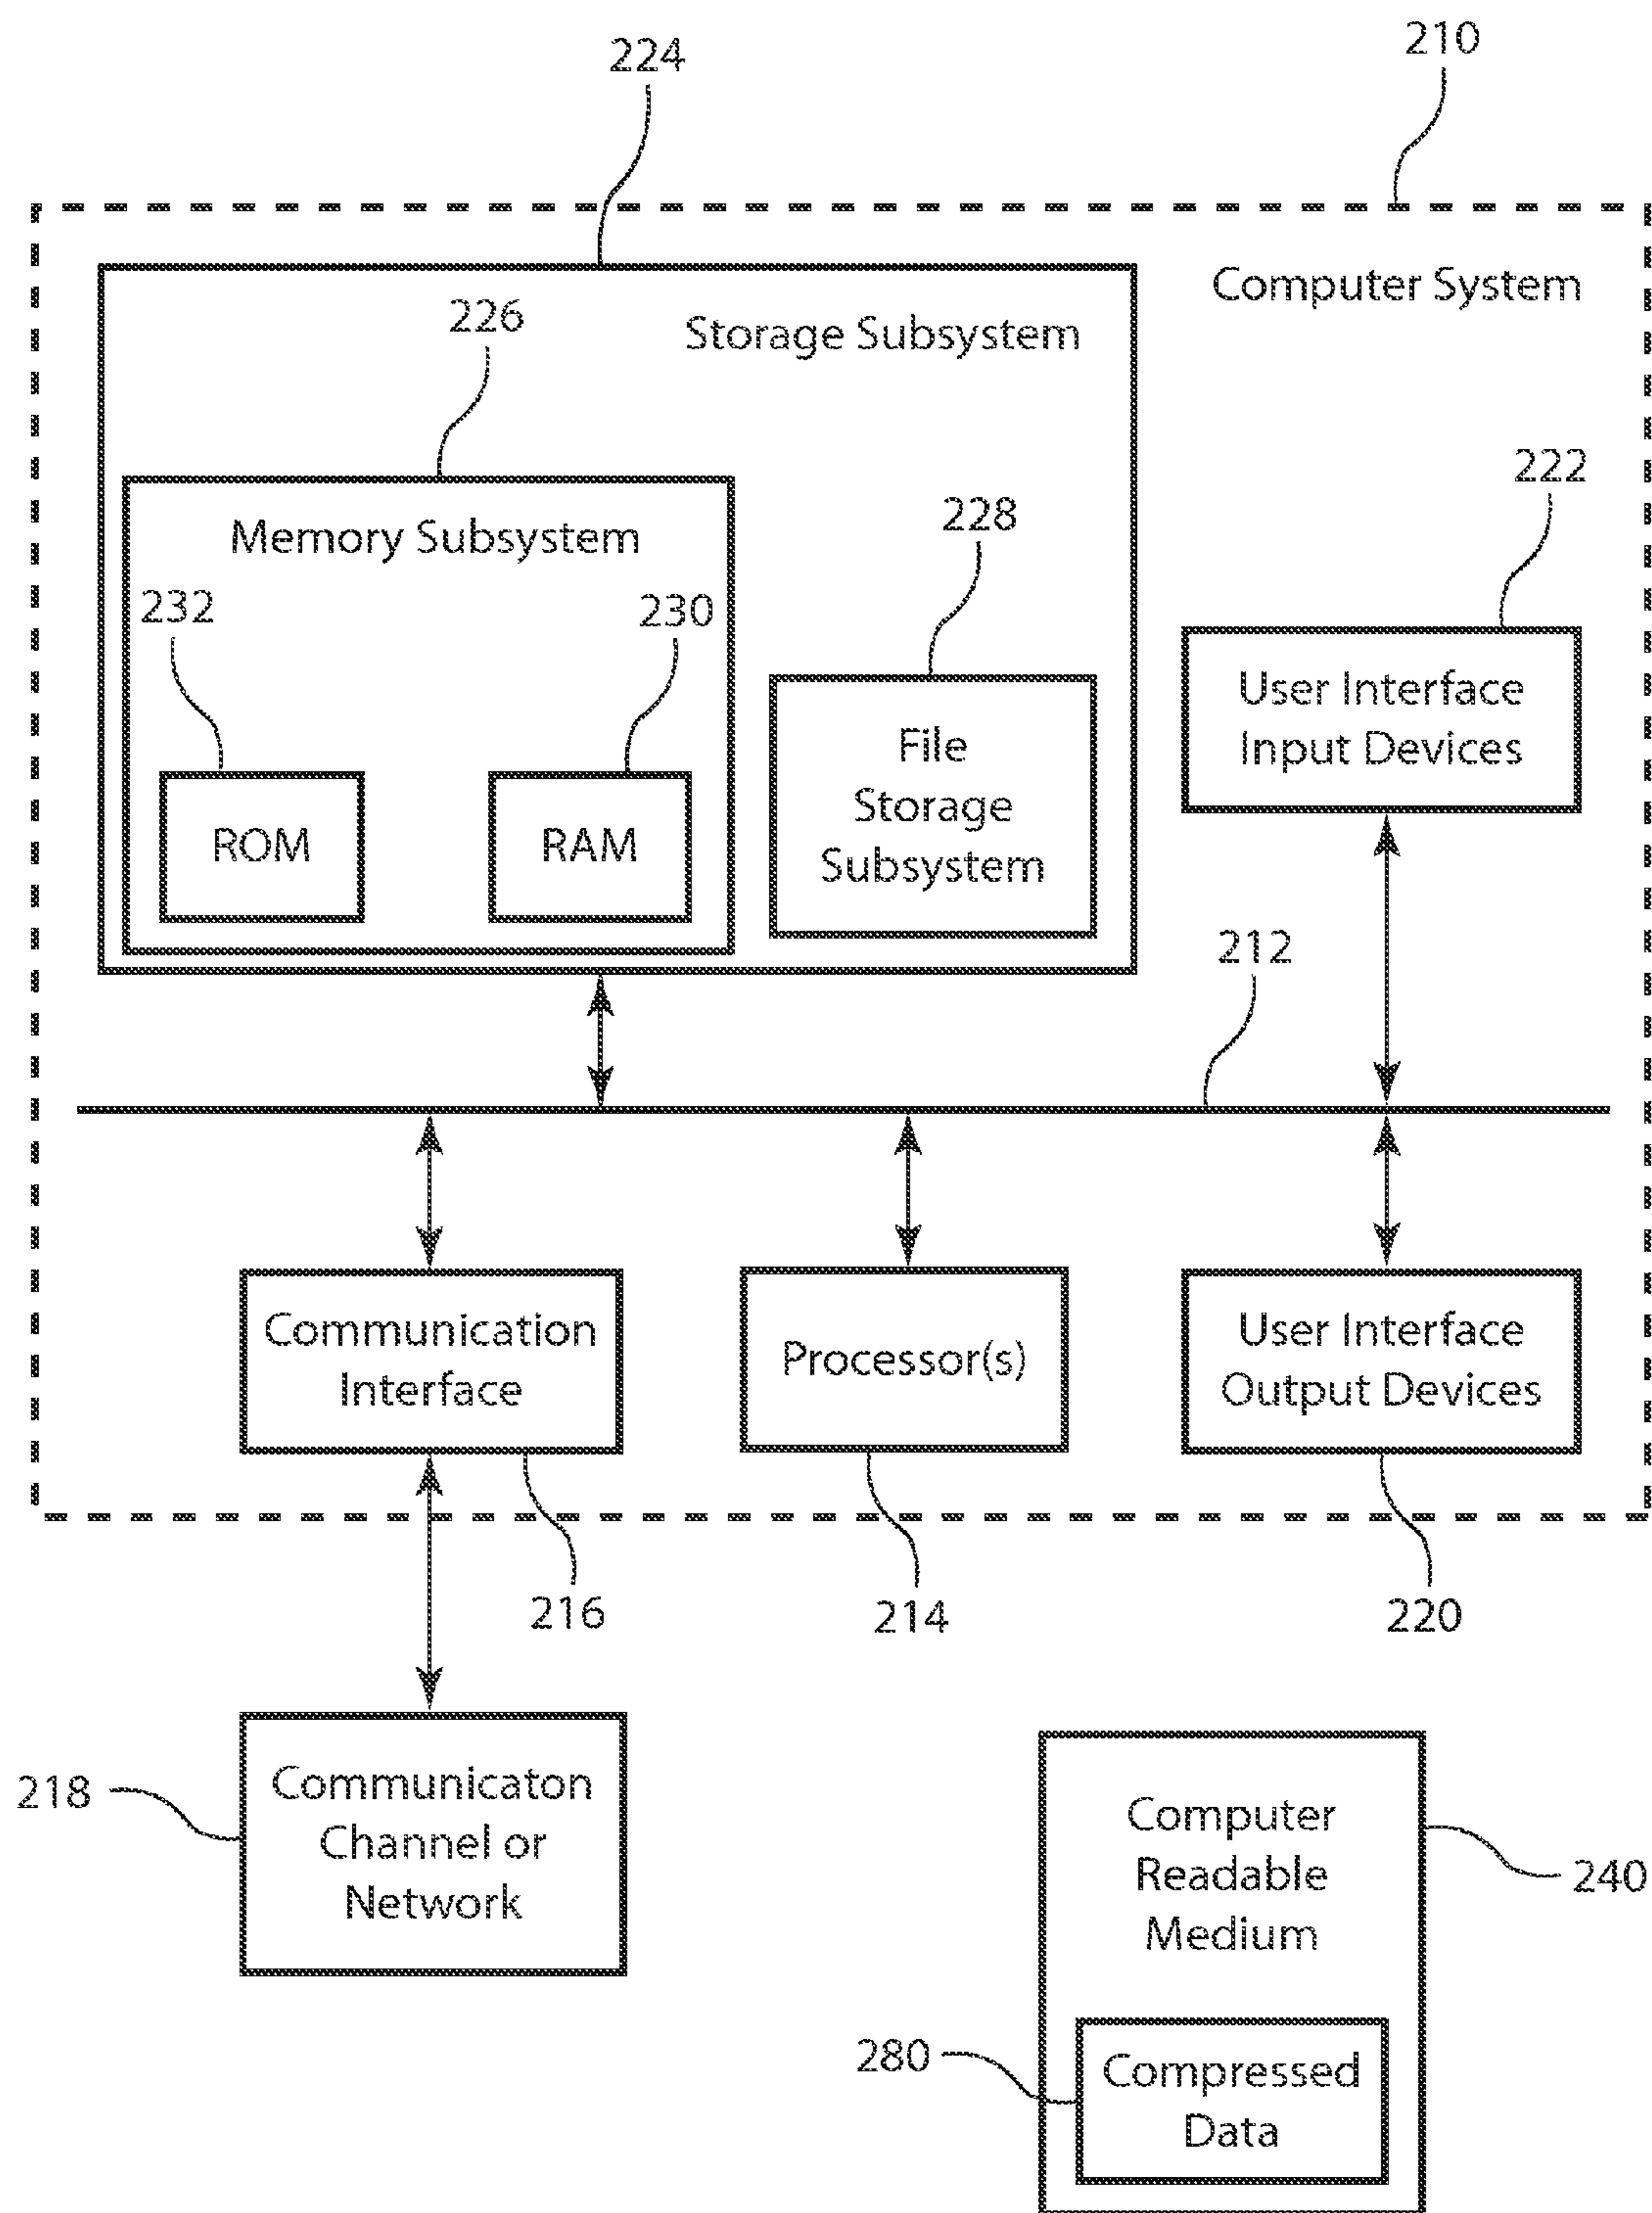 224
210
Computer System
Storage Subsystem
226
Memory Subsystem
232
230
ROM
RAM
228
File
Storage
Subsystem
222
User Interface
Input Devices
212
Communication
Interface
Processor(s)
User Interface
Output Devices
216
214
220
218
Communicaton
Channel or
Network
Computer
Readable
Medium
240
280
Compressed
Data